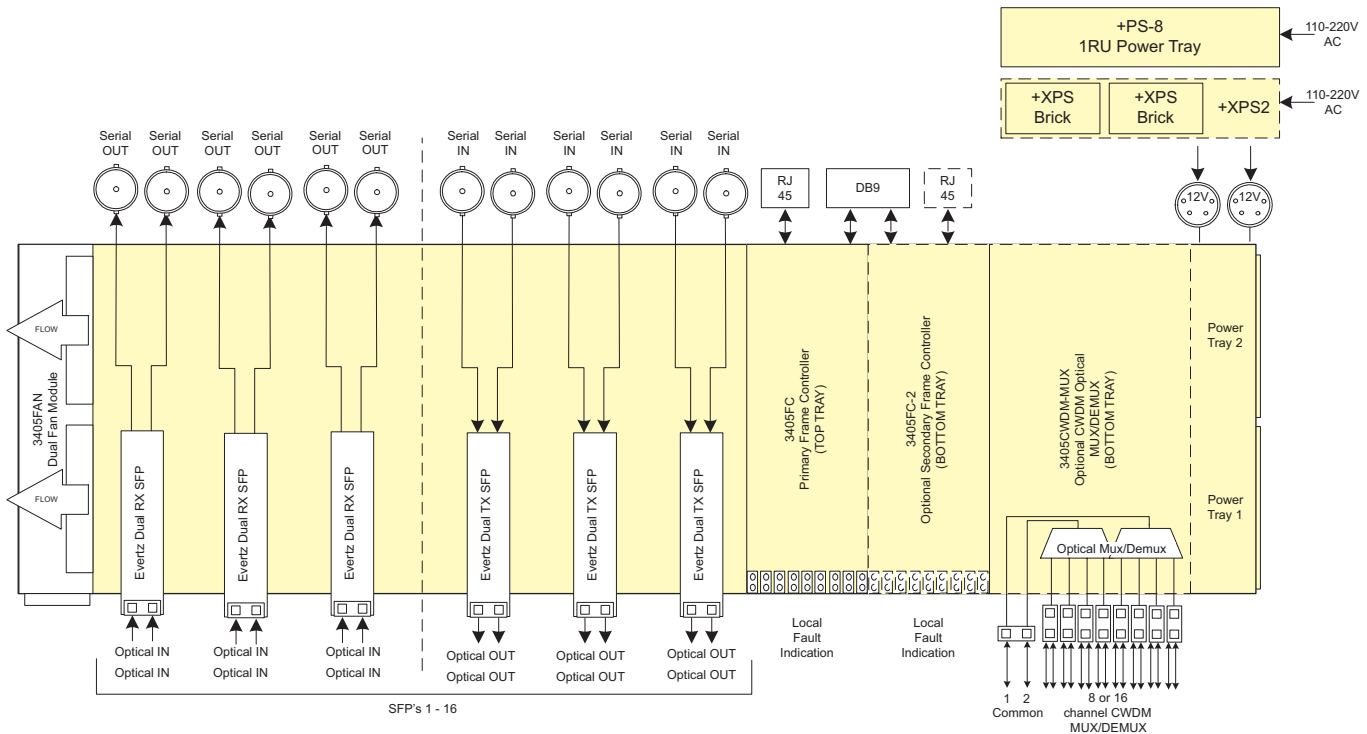 +PS-8
1RU Power Tray
110-220V
AC
+XPS
Brick
+XPS
Brick
+XPS2
110-220V
AC
Serial
OUT
Serial
OUT
Serial
OUT
Serial
OUT
Serial
OUT
Serial
OUT
Serial
IN
Serial
IN
Serial
IN
Serial
IN
Serial
IN
Serial
IN
RJ
45
DB9
RJ
45
12V
12V
FLOW
FLOW
3405FAN
Dual Fan Module
Evertz Dual RX SFP
Evertz Dual RX SFP
Evertz Dual RX SFP
Evertz Dual TX SFP
Evertz Dual TX SFP
Evertz Dual TX SFP
3405FC
Primary Frame Controller
(TOP TRAY)
3405FC-2
Optional Secondary Frame Controller
(BOTTOM TRAY)
3405CWDM-MUX
Optional CWDM Optical
MUX/DEMUX
(BOTTOM TRAY)
Power
Tray 2
Power
Tray 1
Optical Mux/Demux
Optical IN
Optical IN
Optical IN
Optical IN
Optical IN
Optical IN
Optical OUT
Optical OUT
Optical OUT
Optical OUT
Optical OUT
Optical OUT
Local
Fault
Indication
Local
Fault
Indication
1 2
Common
8 or 16
channel CWDM
MUX/DEMUX
SFP's 1 - 16